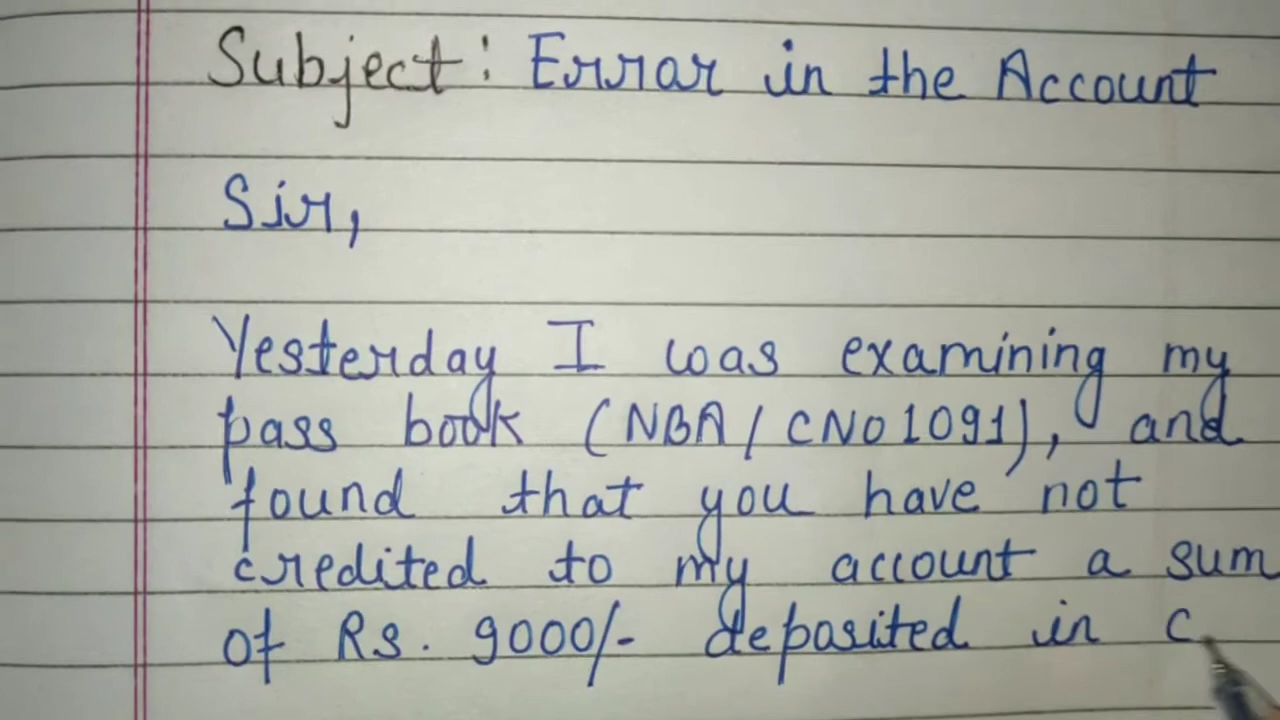 Subject: Error in the Account
Sir,
Yesterday I was examining my
pass book (NBA/CNO1091), and
found that you have not
credited to my account a sum
of Rs. 9000/- deposited in c